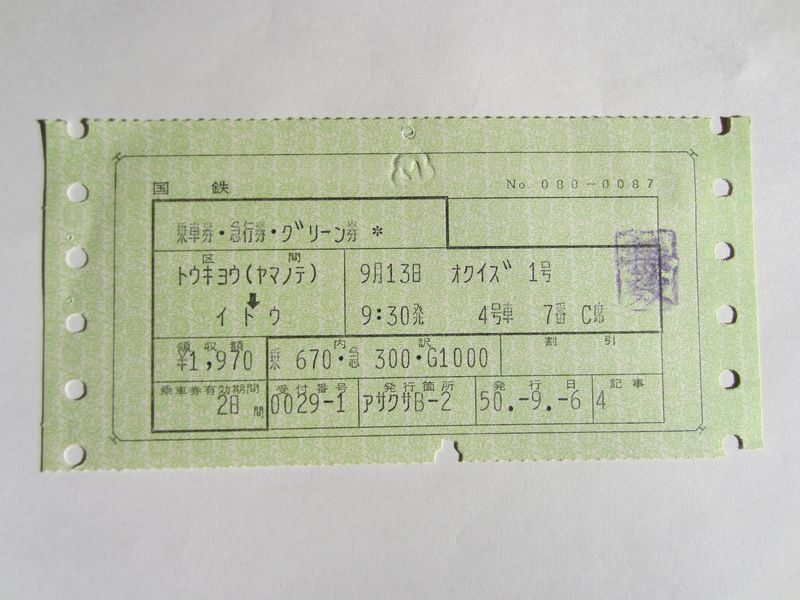 国鉄 No 080-0087
乗車券・急行券・グリーン券 *
区間
トウキョウ(ヤマノテ) 9月13日 オクイズ 1号
イトウ 9:30発 4号車 7番 C席
領収額 内訳 割引
¥1,970 乗 670・急 300・G1000
乗車券有効期間 受付番号 発行箇所 発行日 記事
2日間 0029-1 アサクサB-2 50.-9.-6 4